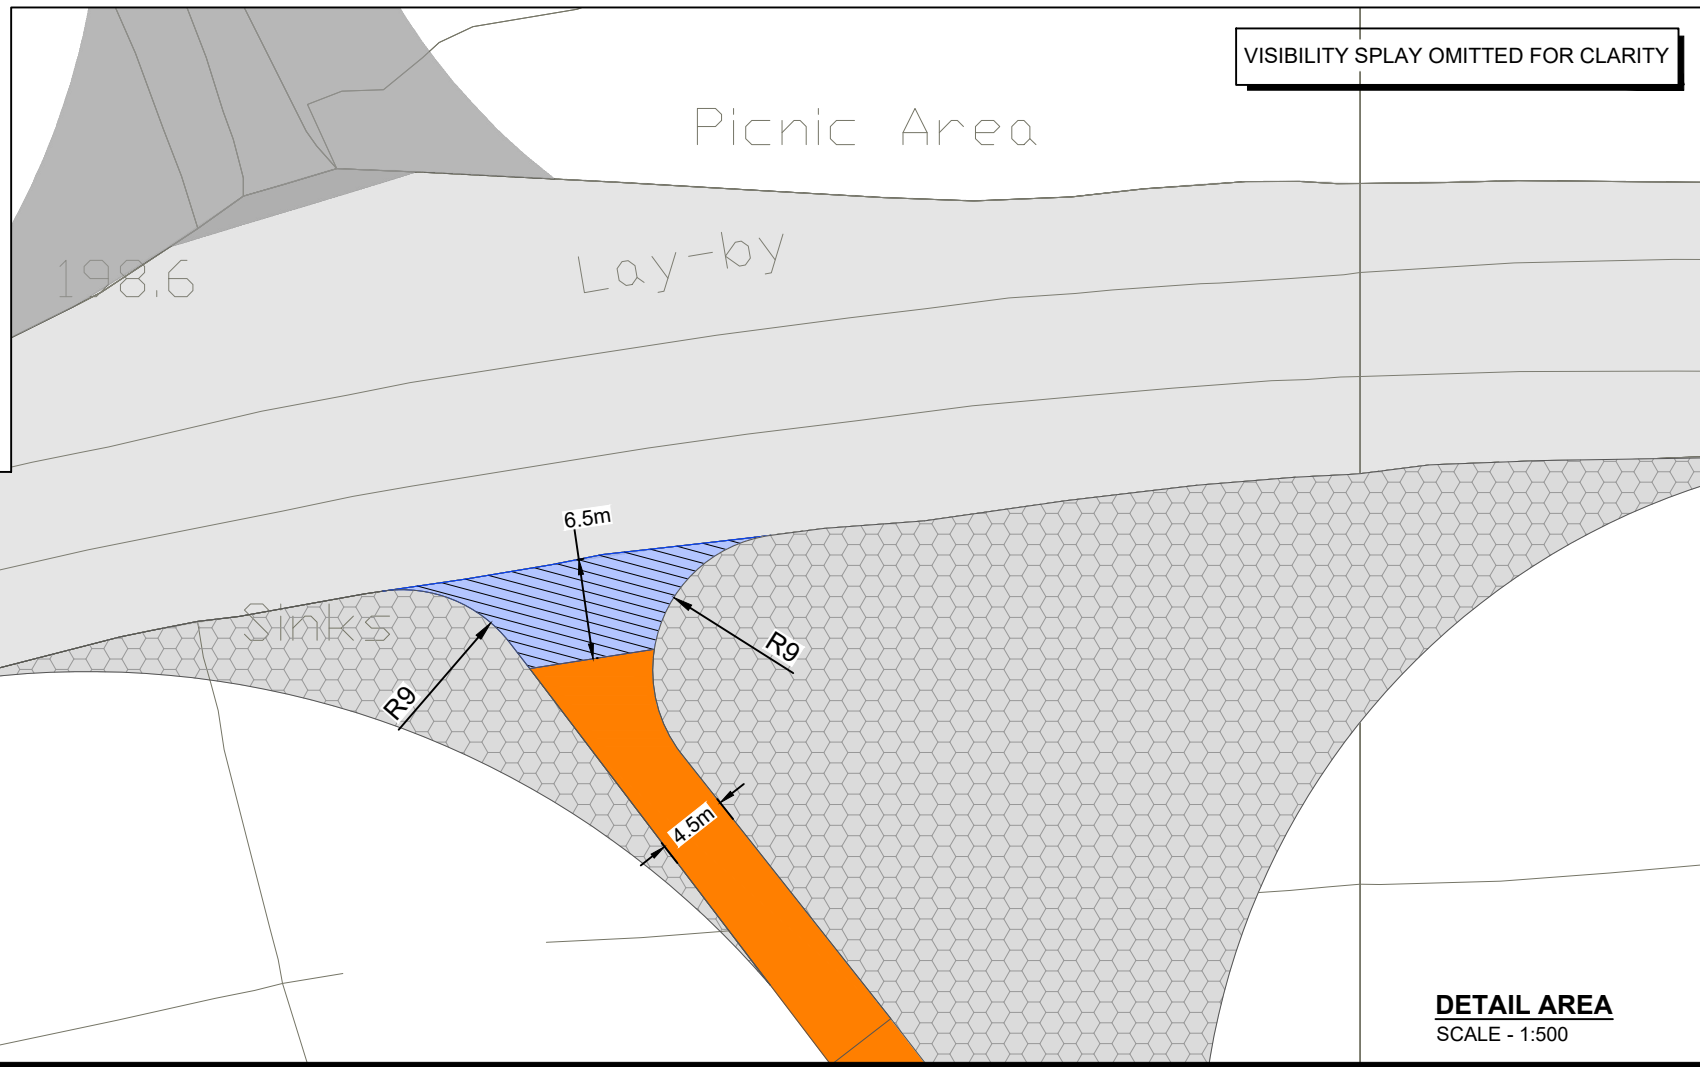 VISIBILITY SPLAY OMITTED FOR CLARITY
Picnic Area
Lay-by
198.6
6.5m
Sinks
R9
R9
4.5m
DETAIL AREA
SCALE - 1:500